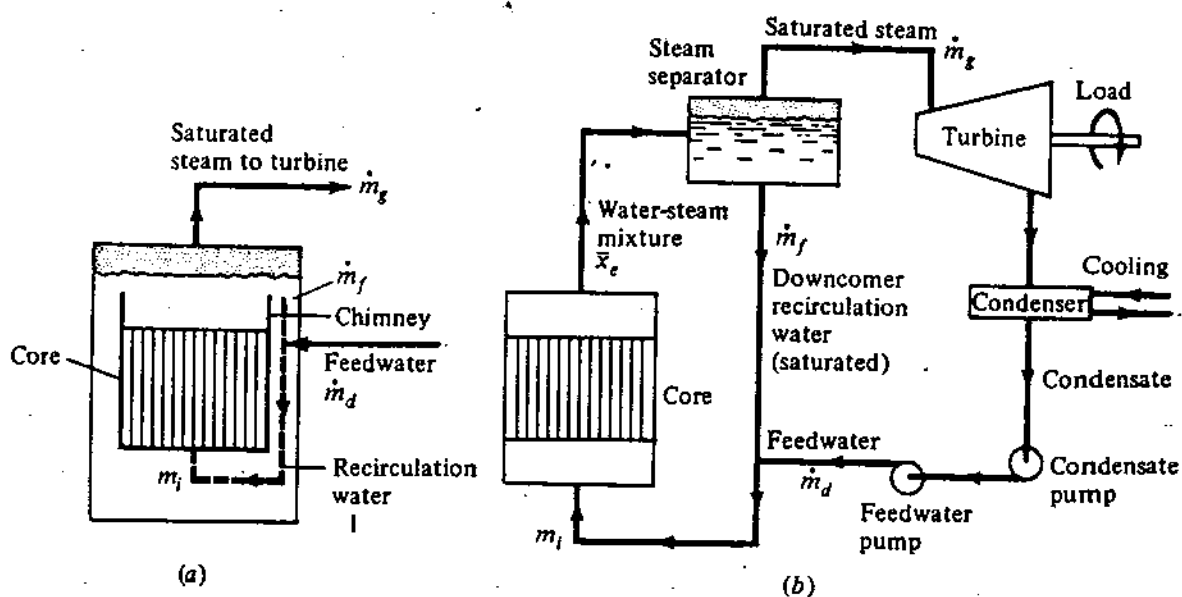 Saturated
steam to turbine
ṁg
ṁf
Chimney
Core
Feedwater
ṁd
mi
Recirculation
water
(a)
Saturated steam
ṁg
Steam
separator
Load
Turbine
Water-steam
mixture
x̄e
ṁf
Downcomer
recirculation
water
(saturated)
Cooling
Condenser
Core
Condensate
Feedwater
ṁd
Condensate
pump
Feedwater
pump
mi
(b)